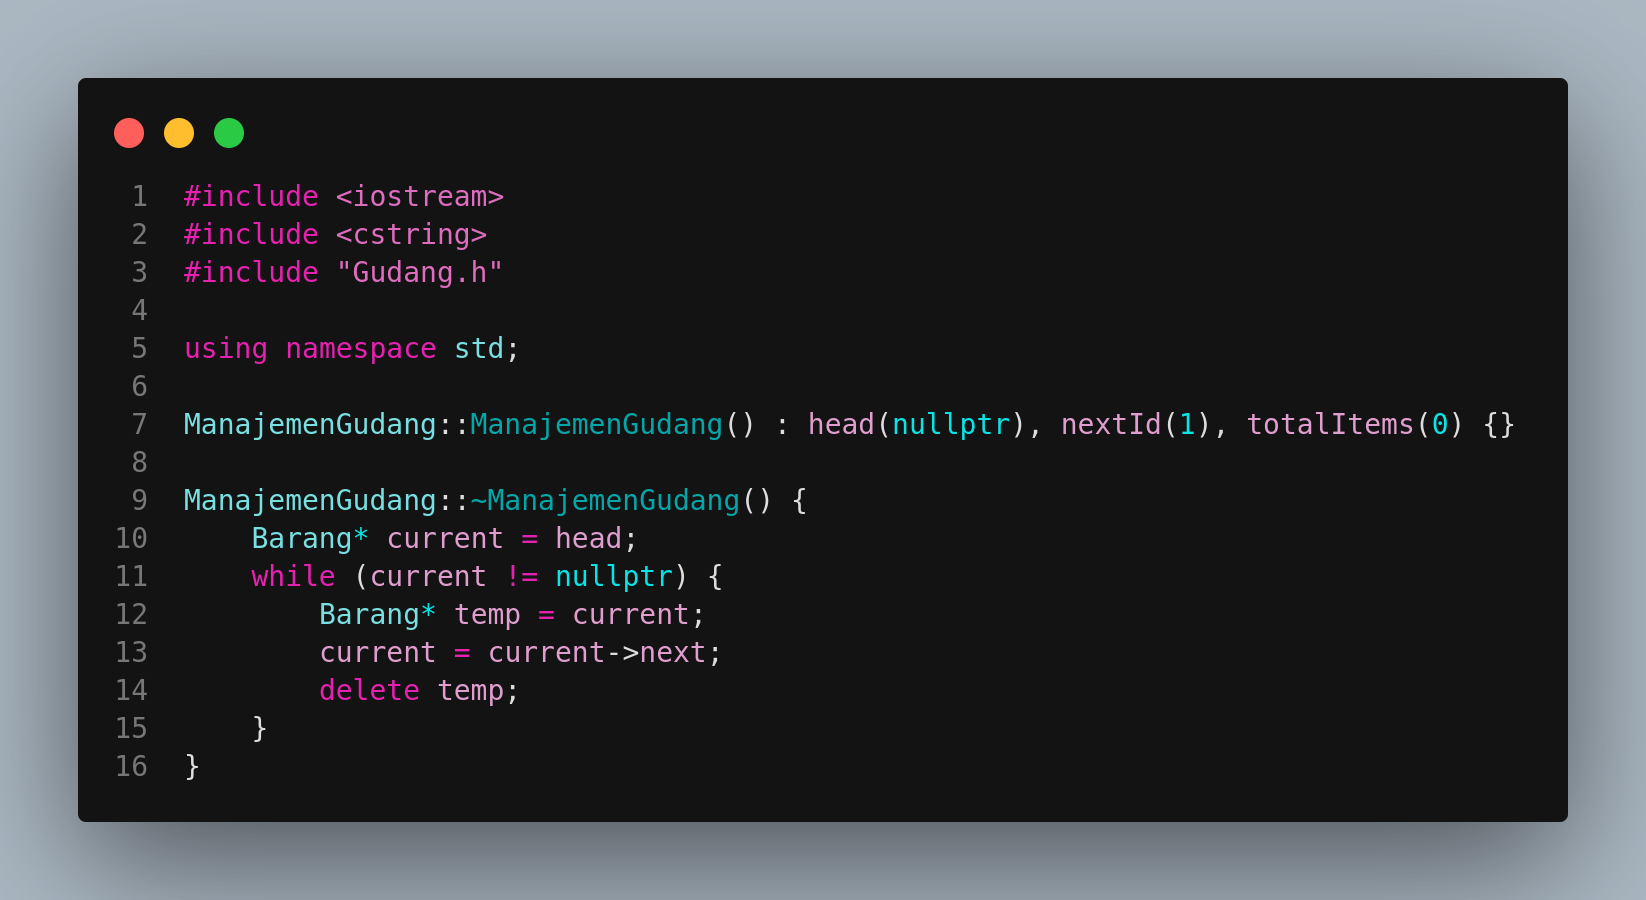 1 #include <iostream>
2 #include <cstring>
3 #include "Gudang.h"
4
5 using namespace std;
6
7 ManajemenGudang::ManajemenGudang() : head(nullptr), nextId(1), totalItems(0) {}
8
9 ManajemenGudang::~ManajemenGudang() {
10     Barang* current = head;
11     while (current != nullptr) {
12         Barang* temp = current;
13         current = current->next;
14         delete temp;
15     }
16 }